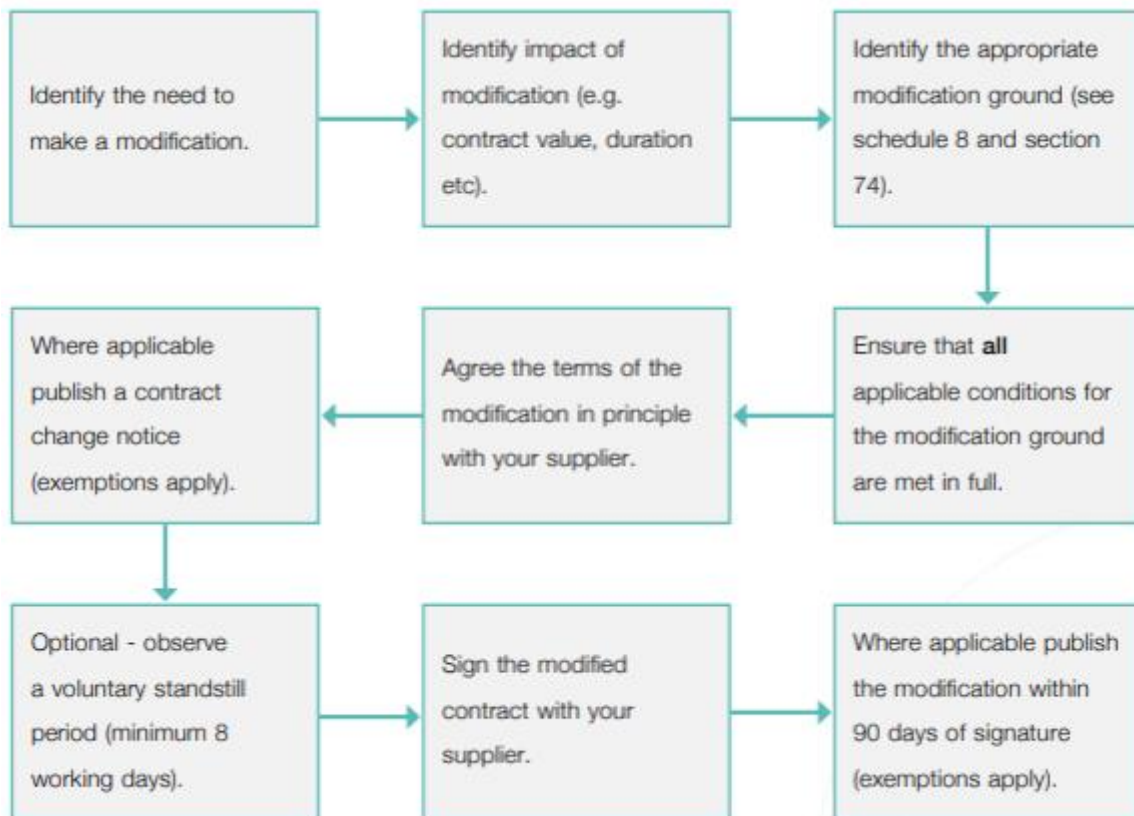 Identify the need to
make a modification.
Identify impact of
modification (e.g.
contract value, duration
etc).
Identify the appropriate
modification ground (see
schedule 8 and section
74).
Ensure that all
applicable conditions for
the modification ground
are met in full.
Agree the terms of the
modification in principle
with your supplier.
Where applicable
publish a contract
change notice
(exemptions apply).
Optional - observe
a voluntary standstill
period (minimum 8
working days).
Sign the modified
contract with your
supplier.
Where applicable publish
the modification within
90 days of signature
(exemptions apply).